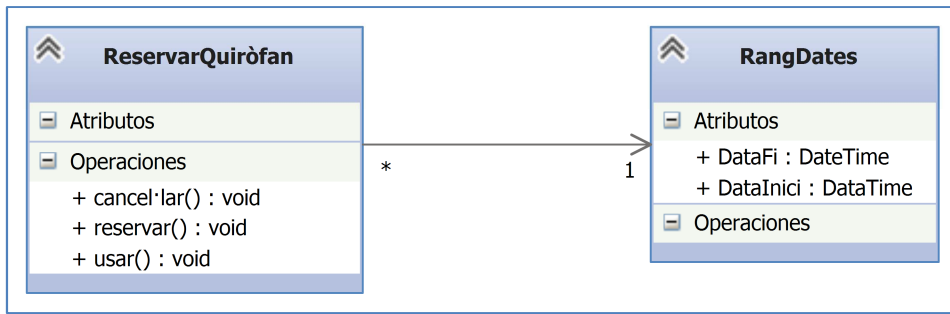 ReservarQuiròfan
Atributos
Operaciones
+ cancel·lar() : void
+ reservar() : void
+ usar() : void
*
1
RangDates
Atributos
+ DataFi : DateTime
+ DataInici : DataTime
Operaciones